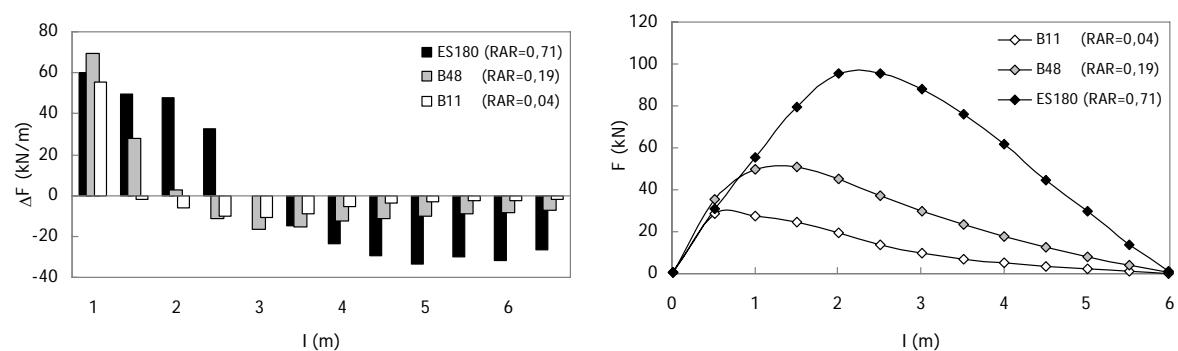 80
60
40
20
0
-20
-40
ΔF (kN/m)
ES180 (RAR=0,71)
B48 (RAR=0,19)
B11 (RAR=0,04)
1 2 3 4 5 6
l (m)
120
100
80
60
40
20
0
F (kN)
B11 (RAR=0,04)
B48 (RAR=0,19)
ES180 (RAR=0,71)
0 1 2 3 4 5 6
l (m)